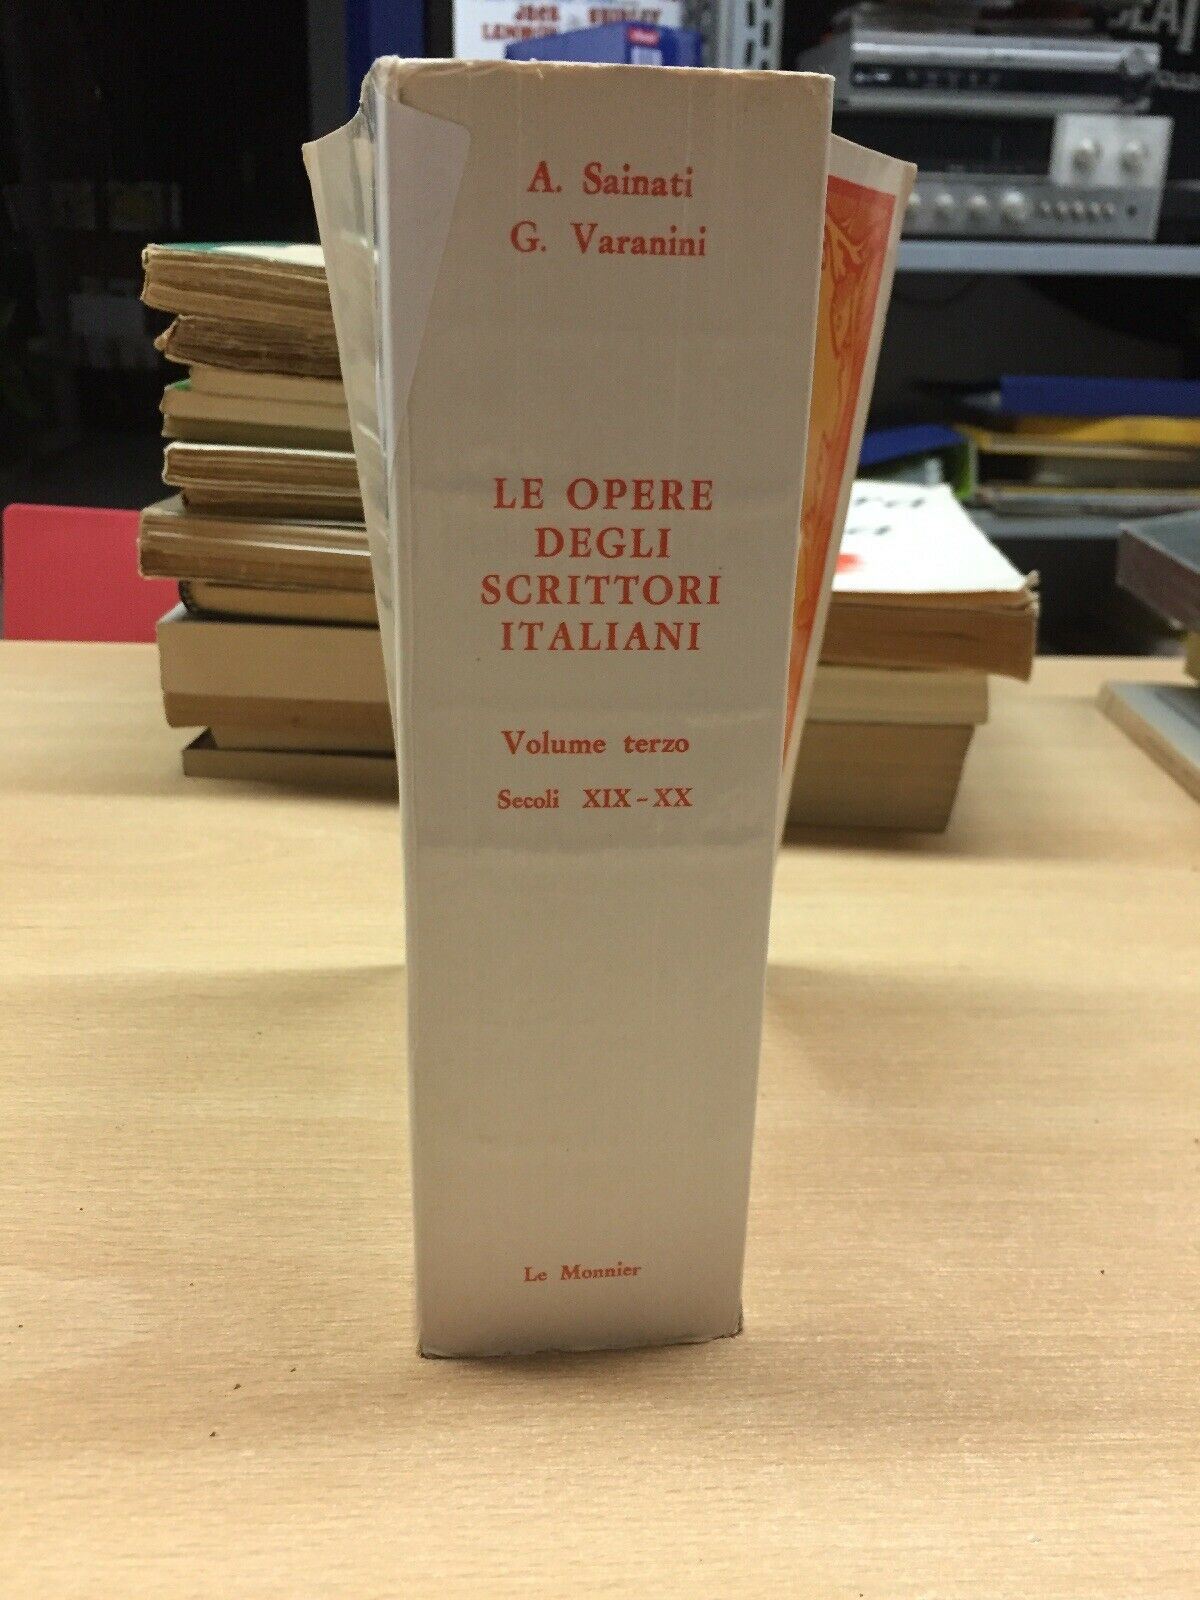 A. Sainati
G. Varanini
LE OPERE
DEGLI
SCRITTORI
ITALIANI
Volume terzo
Secoli XIX-XX
Le Monnier